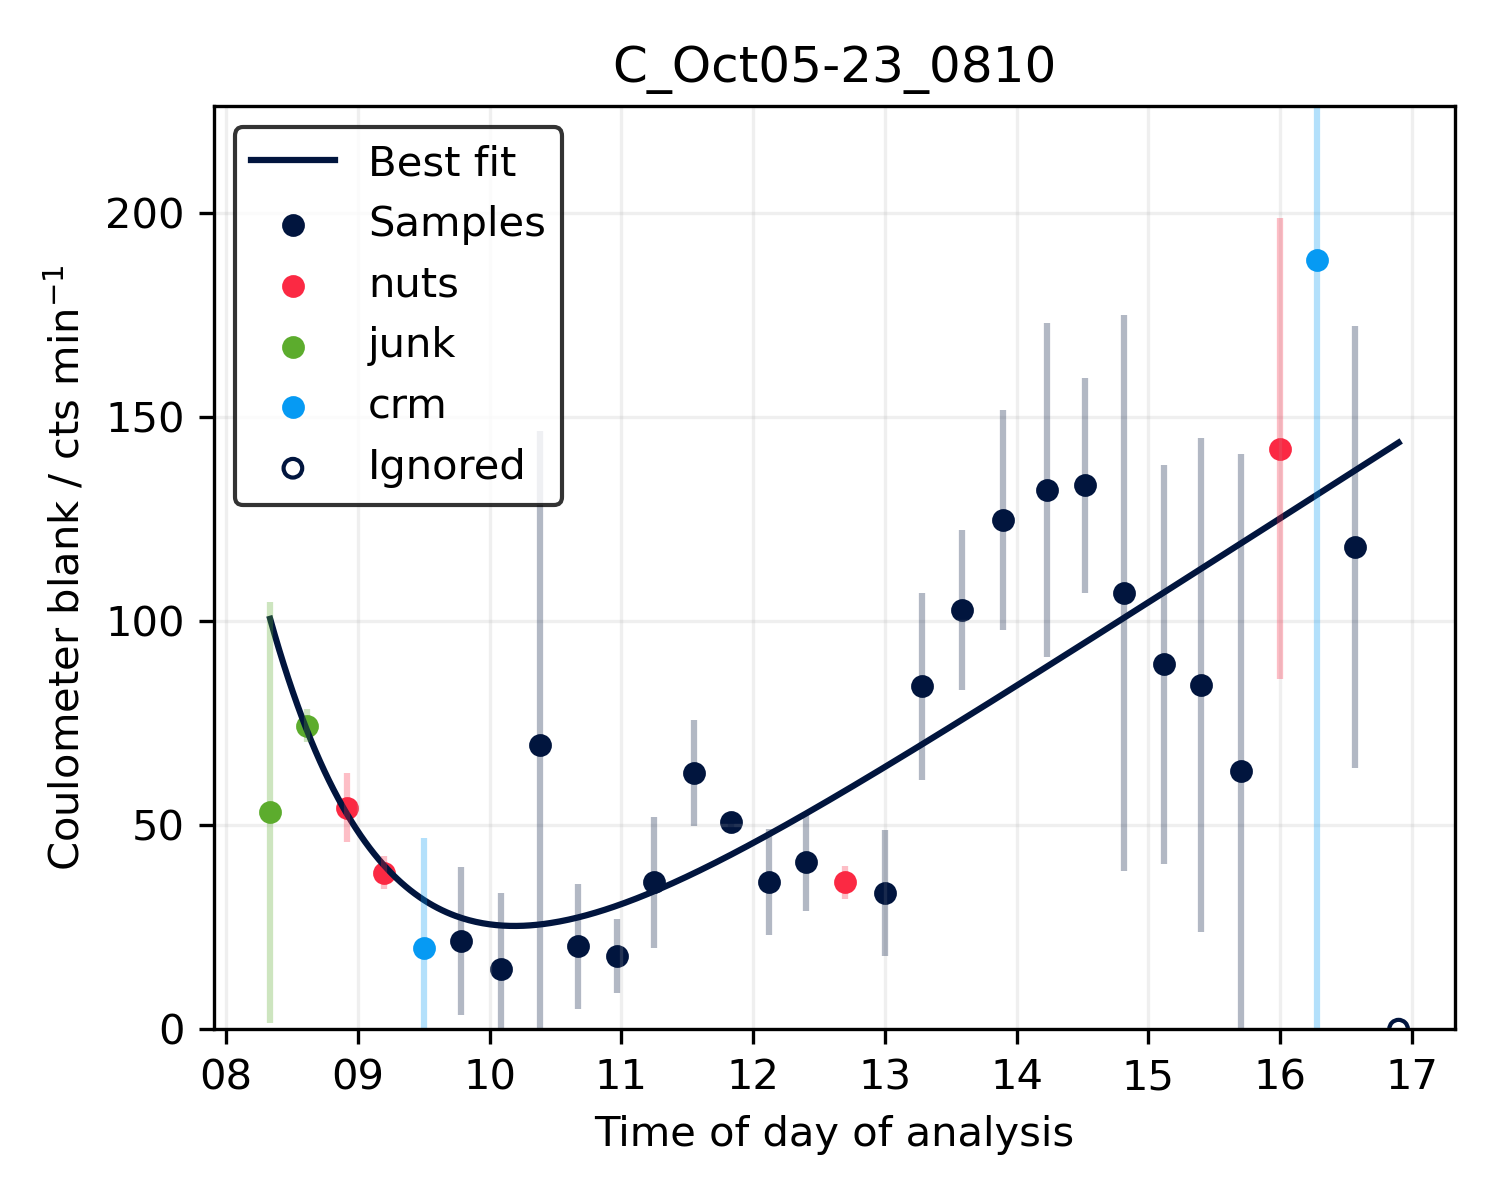 C_Oct05-23_0810
Best fit
Samples
nuts
junk
crm
Ignored
Coulometer blank / cts min⁻¹
200
150
100
50
0
08 09 10 11 12 13 14 15 16 17
Time of day of analysis